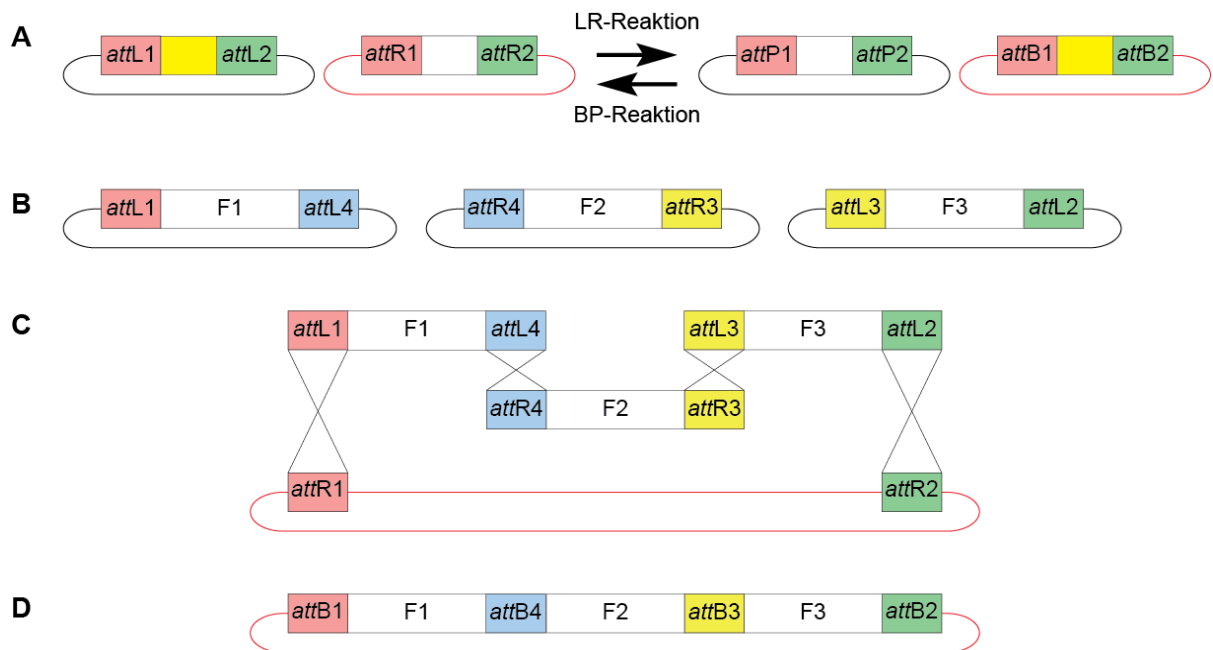 A
attL1 attL2 attR1 attR2 LR-Reaktion BP-Reaktion attP1 attP2 attB1 attB2
B
attL1 F1 attL4 attR4 F2 attR3 attL3 F3 attL2
C
attL1 F1 attL4 attL3 F3 attL2
attR4 F2 attR3
attR1 attR2
D
attB1 F1 attB4 F2 attB3 F3 attB2